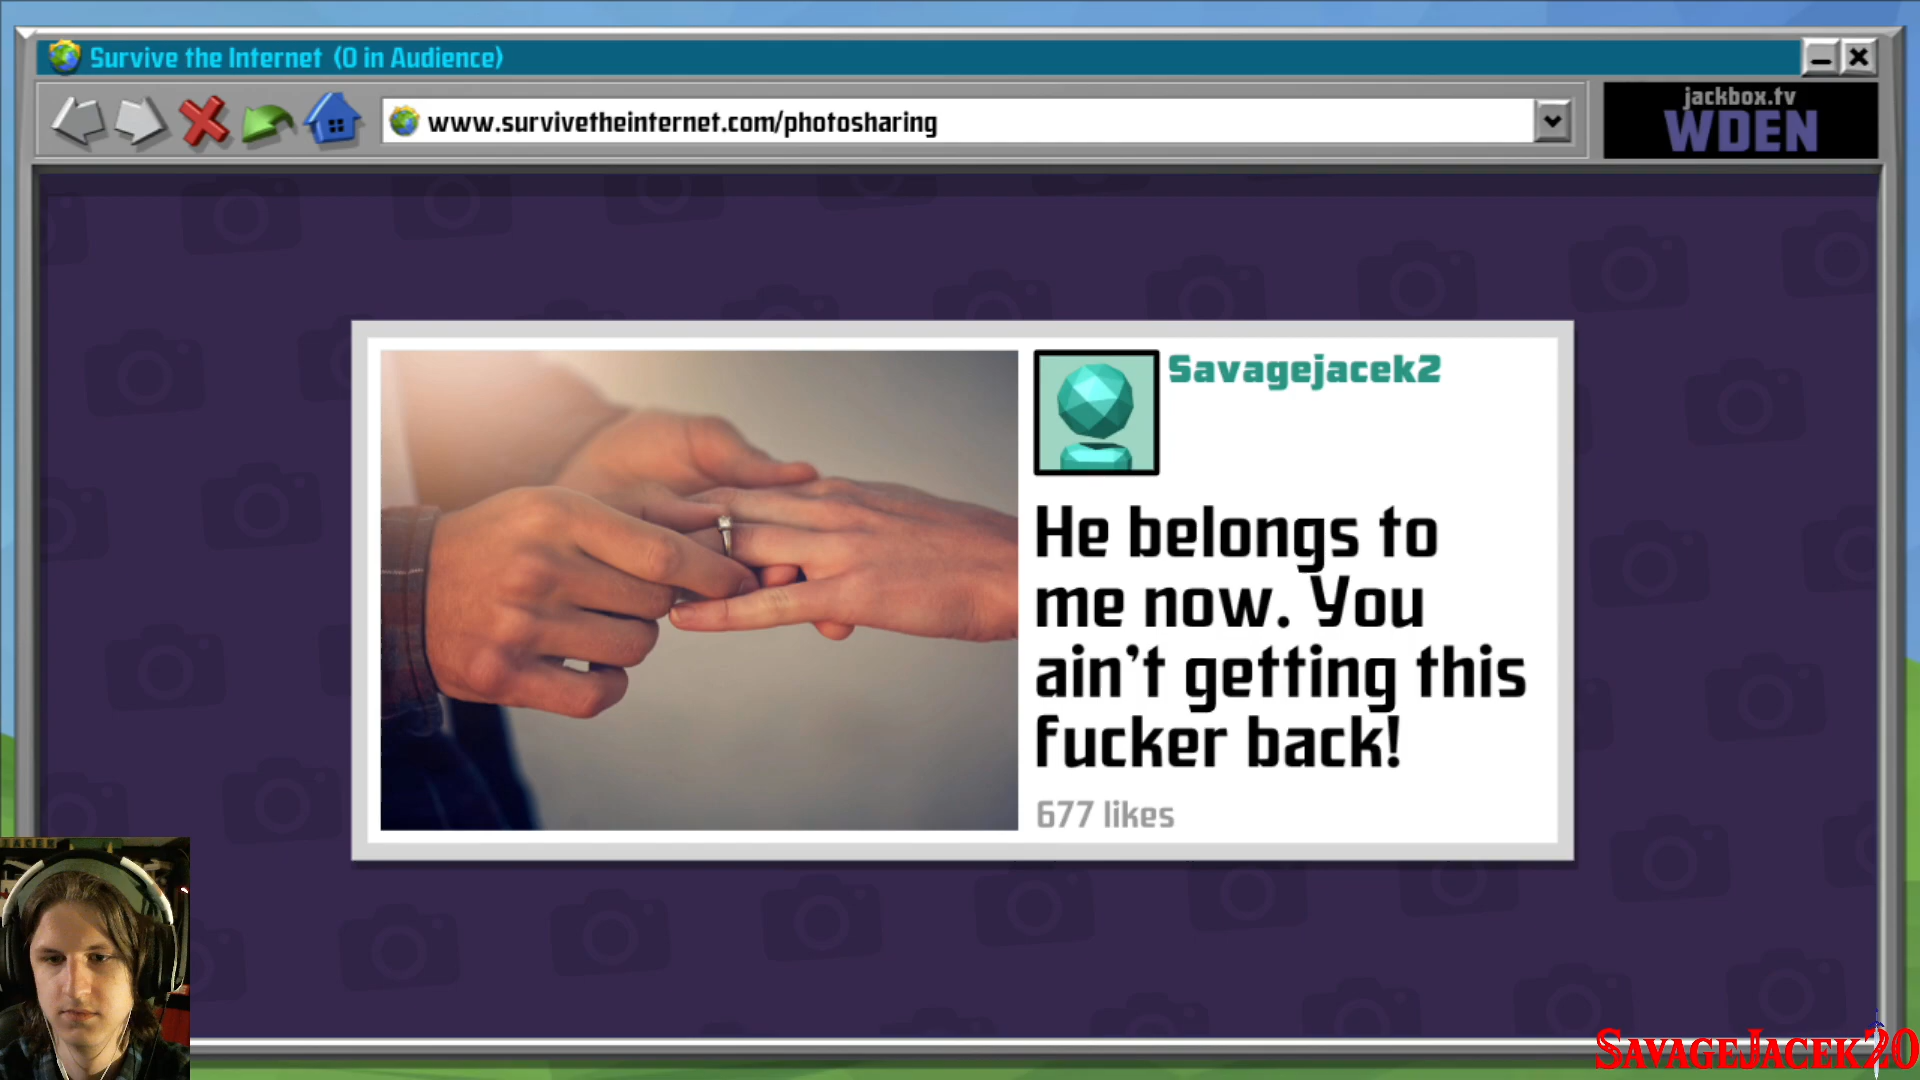 Survive the Internet (0 in Audience)
www.survivetheinternet.com/photosharing
jackbox.tv
WDEN
Savagejacek2
He belongs to
me now. You
ain't getting this
fucker back!
677 likes
SavageJacek20